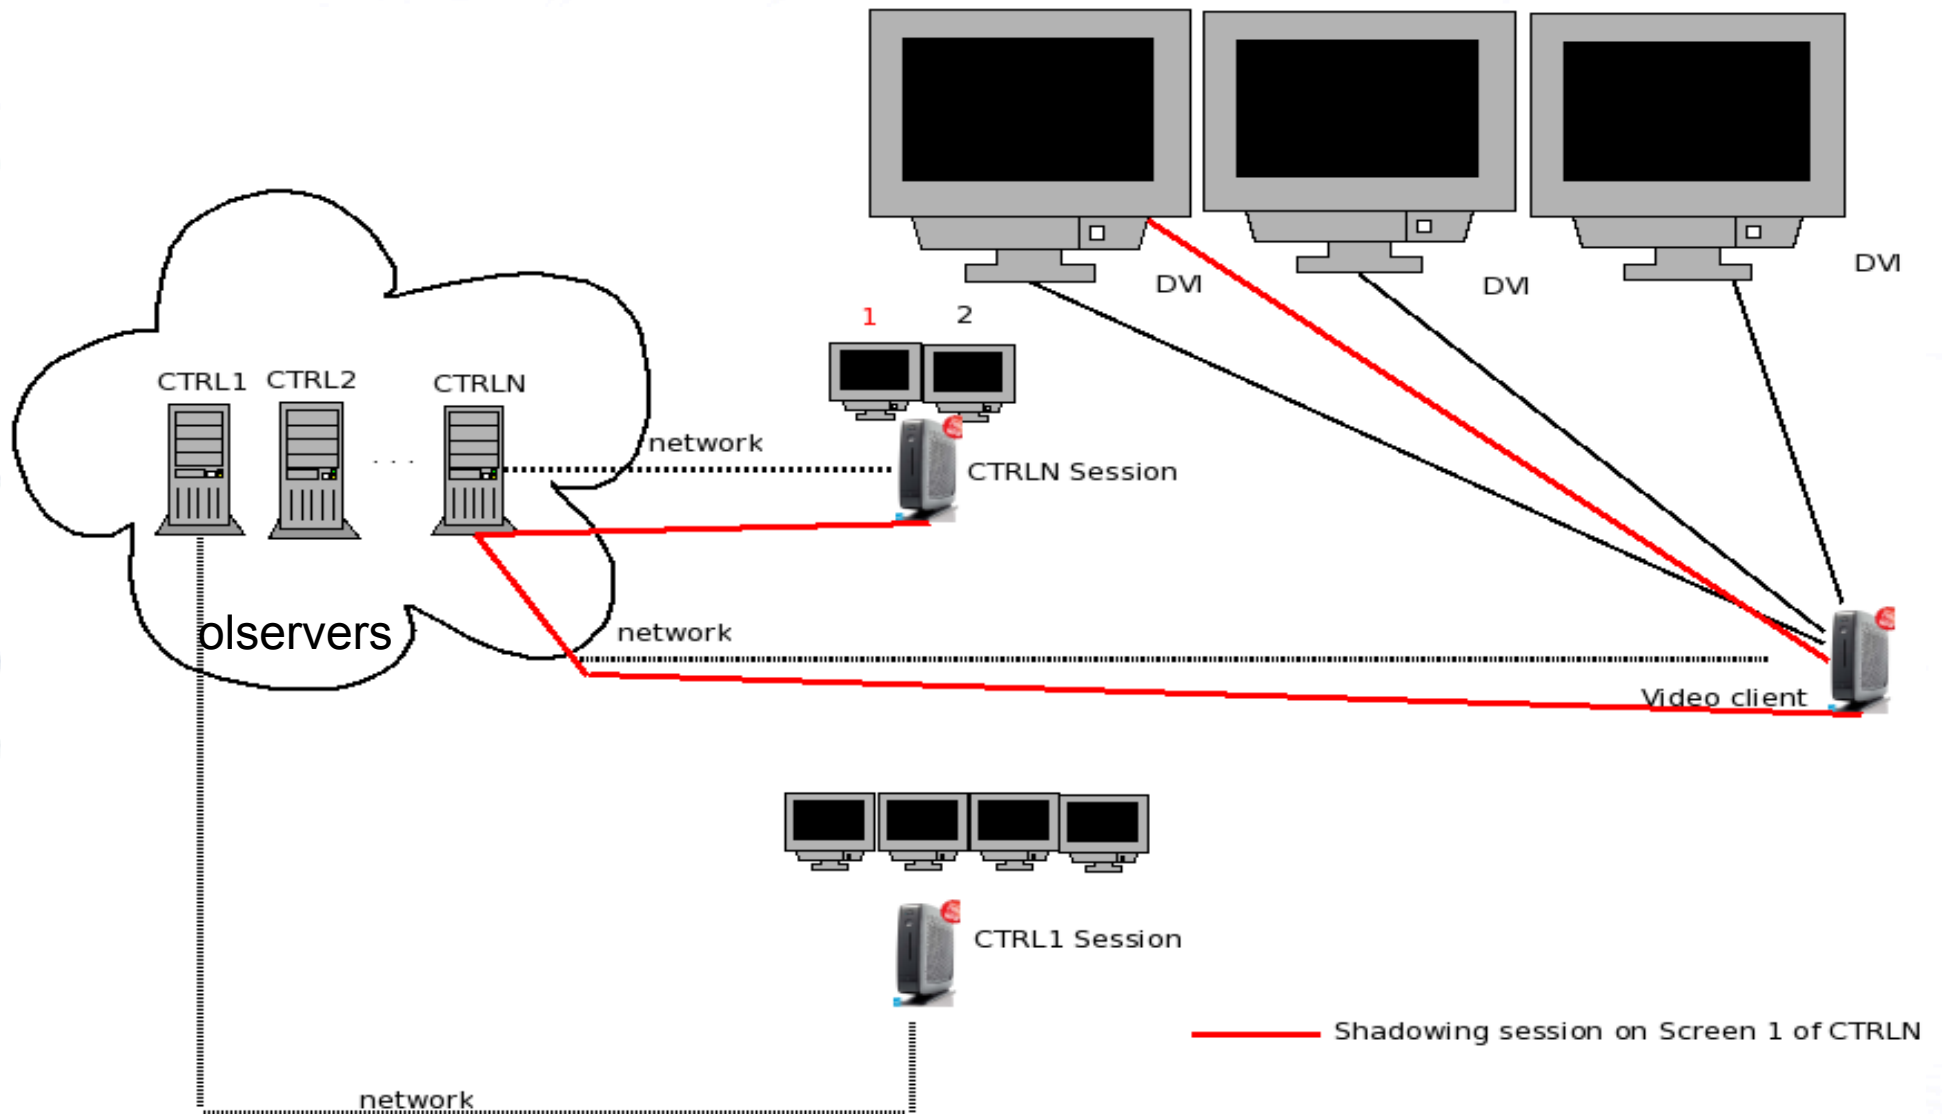 DVI
DVI
DVI
1
2
CTRL1
CTRL2
CTRLN
. . .
network
CTRLN Session
olservers
network
Video client
CTRL1 Session
Shadowing session on Screen 1 of CTRLN
network